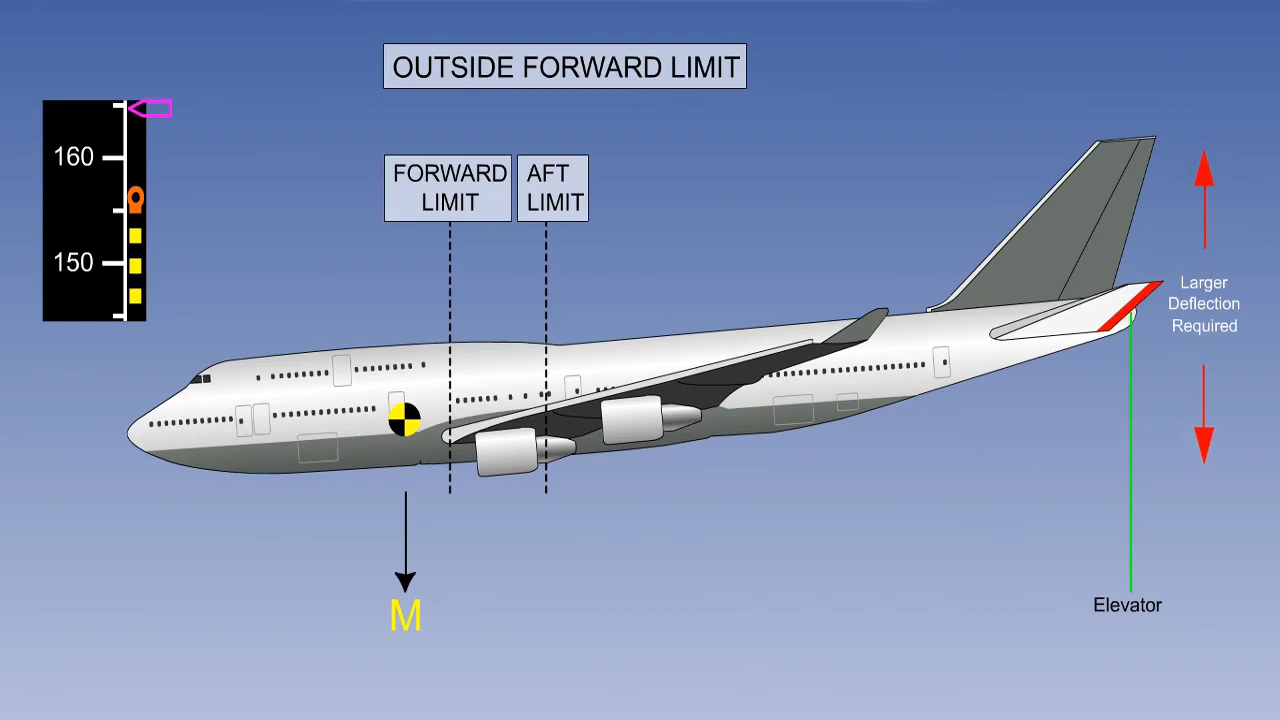 OUTSIDE FORWARD LIMIT
160
150
FORWARD
LIMIT
AFT
LIMIT
Larger
Deflection
Required
M
Elevator